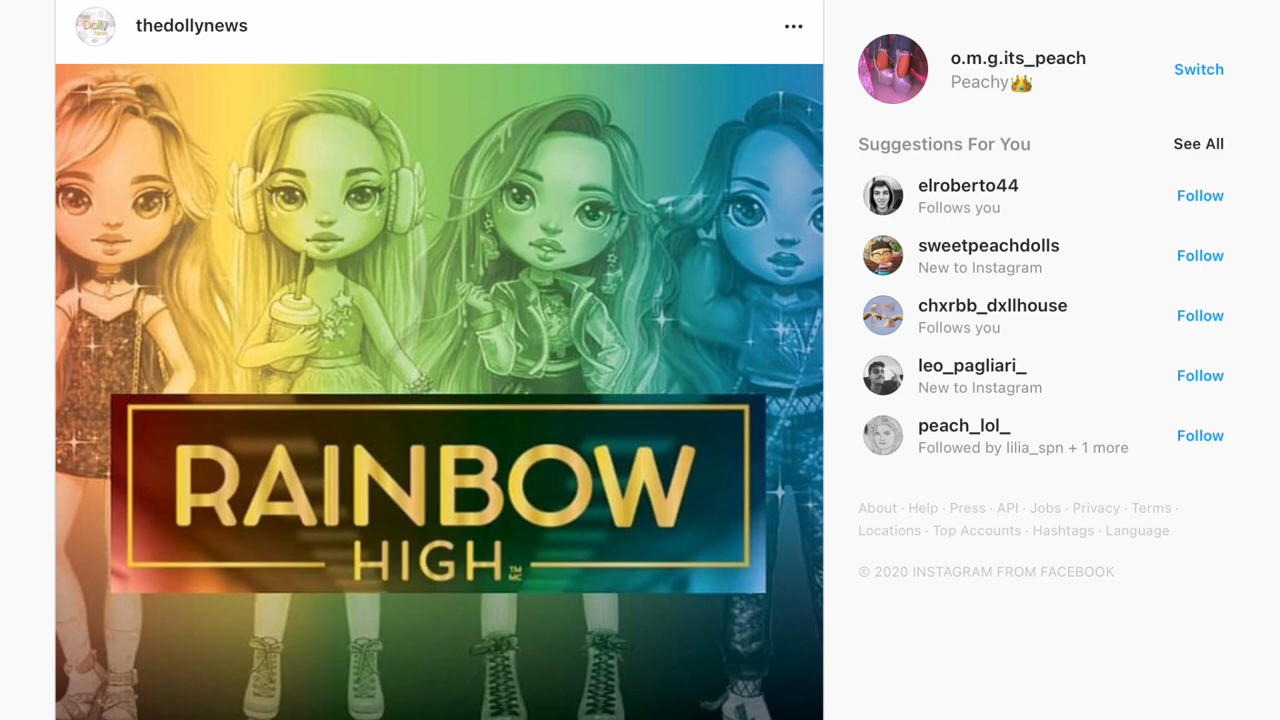 thedollynews
RAINBOW
HIGH
TM
MC
o.m.g.its_peach
Switch
Peachy👑
Suggestions For You
See All
elroberto44
Follows you
Follow
sweetpeachdolls
New to Instagram
Follow
chxrbb_dxllhouse
Follows you
Follow
leo_pagliari_
New to Instagram
Follow
peach_lol_
Followed by lilia_spn + 1 more
Follow
About · Help · Press · API · Jobs · Privacy · Terms ·
Locations · Top Accounts · Hashtags · Language
© 2020 INSTAGRAM FROM FACEBOOK